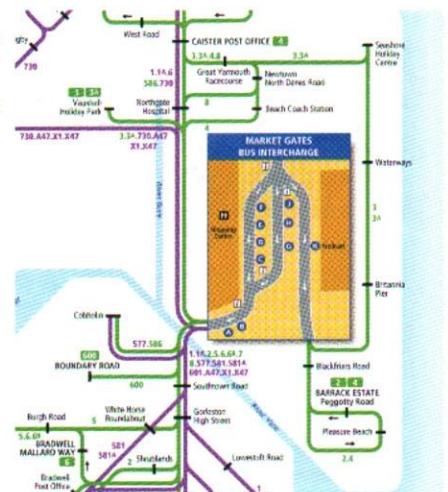 West Road
CAISTER POST OFFICE 4
730
3.3A.4.8
3.3A
Seashore
Holiday
Centre
1.1A.6
586.730
Great Yarmouth
Racecourse
Newtown
North Denes Road
3 3A
Vauxhall
Holiday Park
Northgate
Hospital
8
Beach Coach Station
730.A47.X1.X47
3.3A.730.A47
X1.X47
4
MARKET GATES
BUS INTERCHANGE
Waterways
3
3A
Britannia
Pier
F
E
D
C
J
H
G
K
A
B
Cobholm
577.586
600
BOUNDARY ROAD
600
1.1A.2.5.6.6A.7
8.577.581.581A
601.A47.X1.X47
Southtown Road
Blackfriars Road
2 4
BARRACK ESTATE
Peggotty Road
Burgh Road
White Horse
Roundabout
Gorleston
High Street
5
5.6.6A
BRADWELL
MALLARD WAY
6
581
581A
Pleasure Beach
2
Shrublands
Lowestoft Road
2.4
Bradwell
Post Office
1